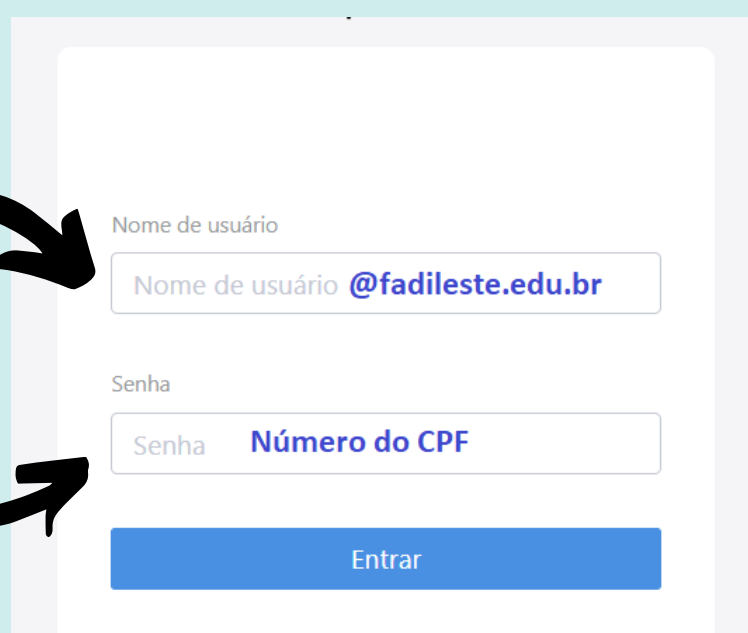 Nome de usuário
Nome de usuário @fadileste.edu.br
Senha
Senha Número do CPF
Entrar